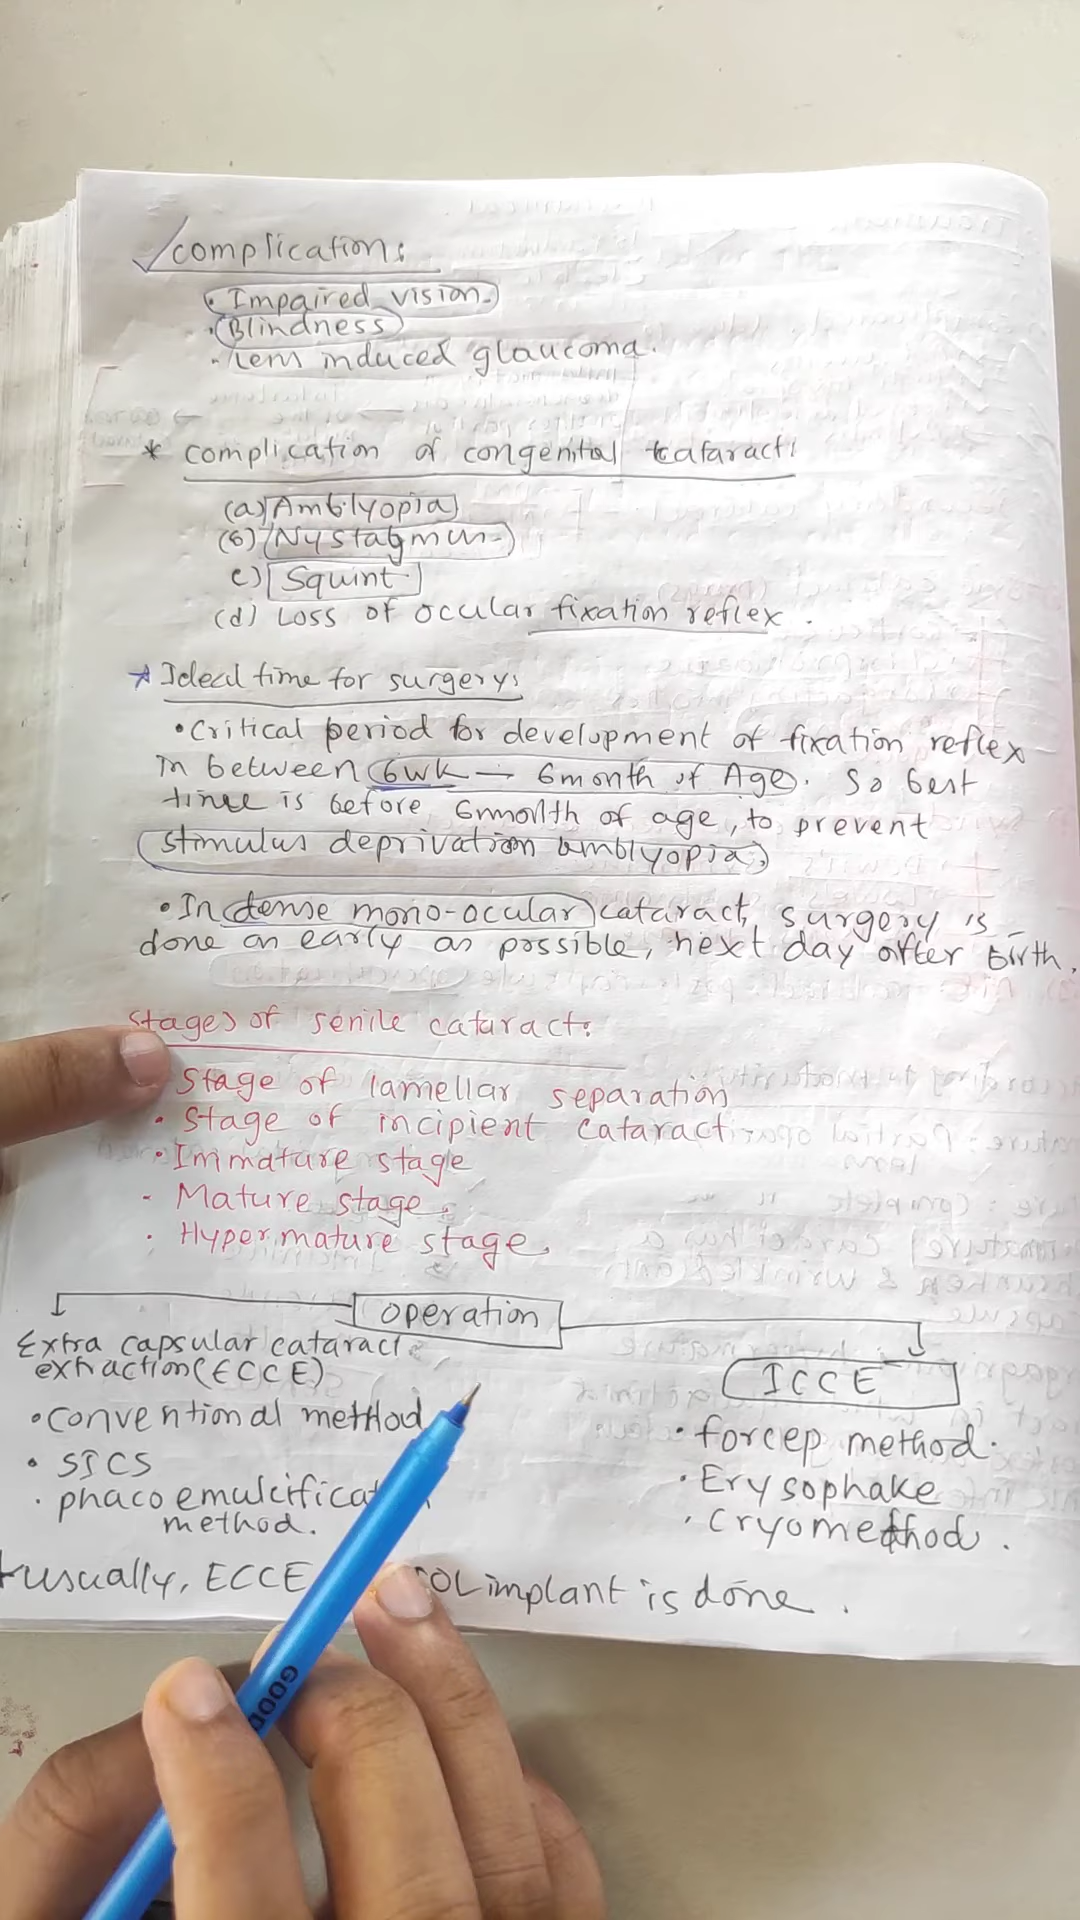 complication:
• Impaired vision.
• Blindness
• Lens induced glaucoma.
* complication of congenital cataract:
(a) Amblyopia
(b) Nystagmus
c) Squint
(d) Loss of ocular fixation reflex.
* Ideal time for surgery:
• Critical period for development of fixation reflex
in between 6wk — 6month of Age. So best
time is before 6month of age, to prevent
stimulus deprivation amblyopia.
• In dense mono-ocular cataract, surgery is
done as early as possible, next day after birth.
Stages of senile cataract:
Stage of lamellar separation
• Stage of incipient cataract
• Immature stage
• Mature stage.
• Hypermature stage.
operation
Extra capsular cataract
extraction (ECCE)
• conventional method
• SICS
• phacoemulcification
method.
ICCE
• forcep method.
• Erysophake
• Cryomethod.
* usually, ECCE IOL implant is done.
GOOD